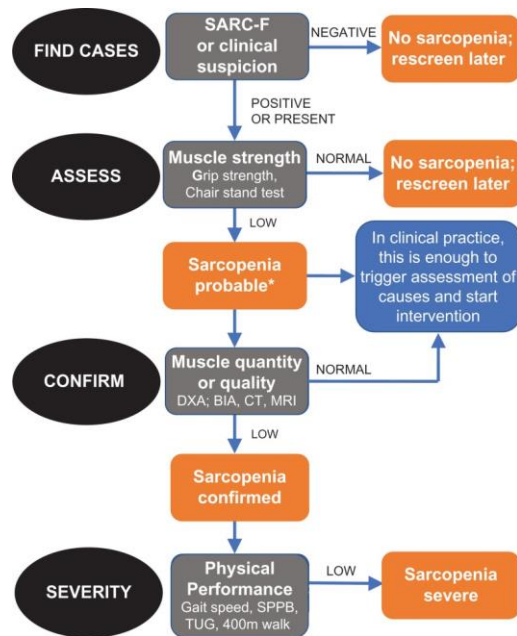 FIND CASES
SARC-F
or clinical
suspicion
NEGATIVE
No sarcopenia;
rescreen later
POSITIVE
OR PRESENT
ASSESS
Muscle strength
Grip strength,
Chair stand test
NORMAL
No sarcopenia;
rescreen later
LOW
Sarcopenia
probable*
In clinical practice,
this is enough to
trigger assessment of
causes and start
intervention
CONFIRM
Muscle quantity
or quality
DXA; BIA, CT, MRI
NORMAL
LOW
Sarcopenia
confirmed
SEVERITY
Physical
Performance
Gait speed, SPPB,
TUG, 400m walk
LOW
Sarcopenia
severe